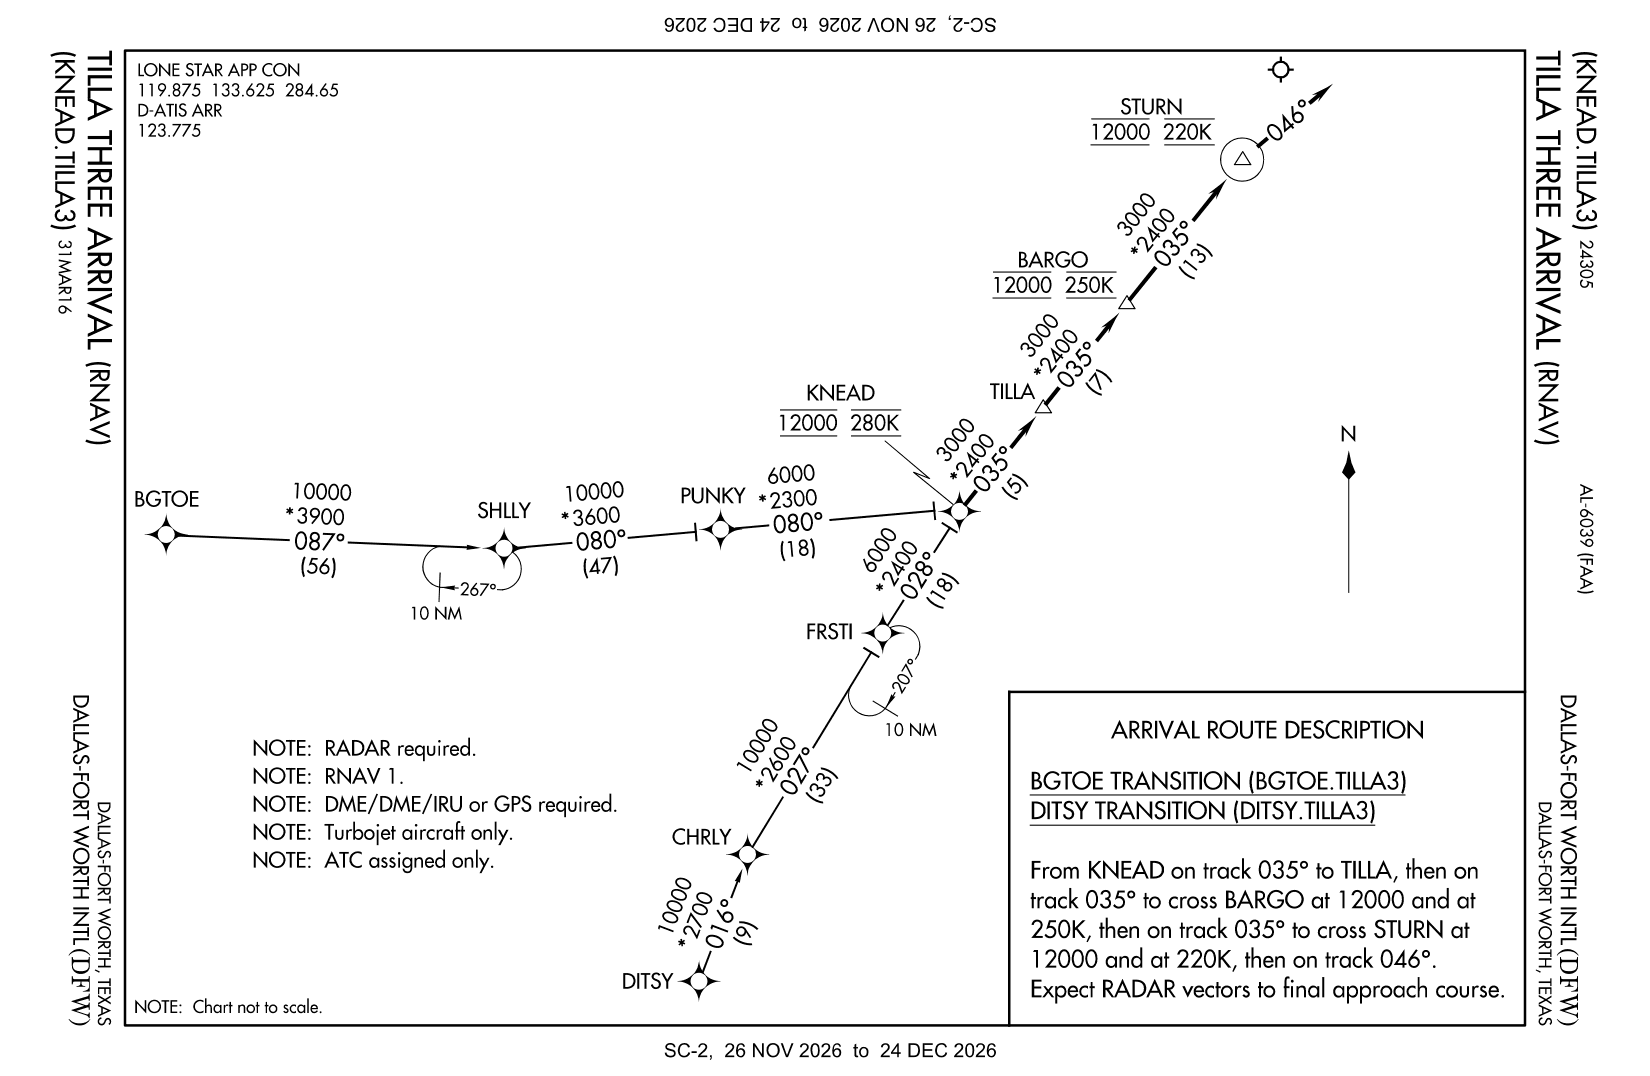 SC-2, 26 NOV 2026 to 24 DEC 2026
(KNEAD.TILLA3) 31MAR16
TILLA THREE ARRIVAL (RNAV)
DALLAS-FORT WORTH INTL (DFW)
DALLAS-FORT WORTH, TEXAS
LONE STAR APP CON
119.875 133.625 284.65
D-ATIS ARR
123.775
STURN
12000 220K
046°
3000
*2400
035°
(13)
BARGO
12000 250K
3000
*2400
035°
(7)
TILLA
KNEAD
12000 280K
3000
*2400
035°
(5)
N
BGTOE
10000
*3900
087°
(56)
SHLLY
267°
10 NM
10000
*3600
080°
(47)
PUNKY
6000
*2300
080°
(18)
6000
*2400
028°
(18)
FRSTI
207°
10 NM
10000
*2600
027°
(33)
CHRLY
10000
*2700
016°
(9)
DITSY
NOTE: RADAR required.
NOTE: RNAV 1.
NOTE: DME/DME/IRU or GPS required.
NOTE: Turbojet aircraft only.
NOTE: ATC assigned only.
NOTE: Chart not to scale.
ARRIVAL ROUTE DESCRIPTION
BGTOE TRANSITION (BGTOE.TILLA3)
DITSY TRANSITION (DITSY.TILLA3)
From KNEAD on track 035° to TILLA, then on
track 035° to cross BARGO at 12000 and at
250K, then on track 035° to cross STURN at
12000 and at 220K, then on track 046°.
Expect RADAR vectors to final approach course.
(KNEAD.TILLA3) 24305
TILLA THREE ARRIVAL (RNAV)
AL-6039 (FAA)
DALLAS-FORT WORTH INTL (DFW)
DALLAS-FORT WORTH, TEXAS
SC-2, 26 NOV 2026 to 24 DEC 2026